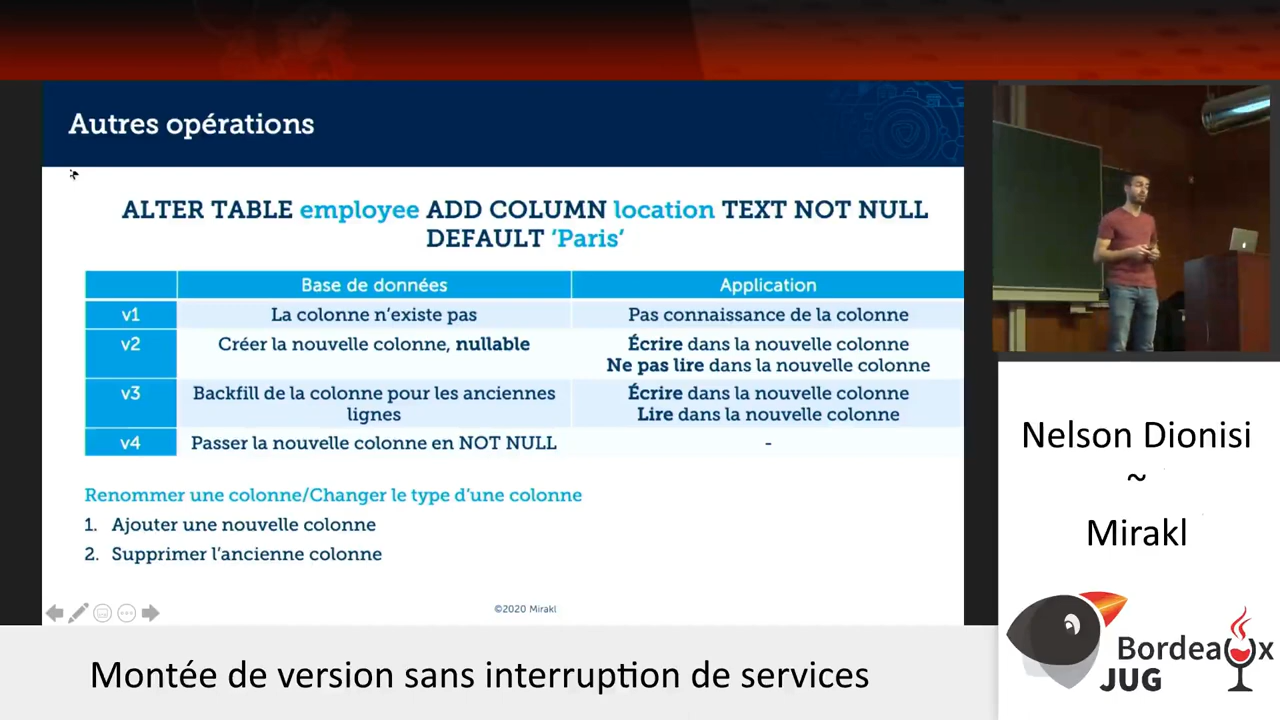 Autres opérations
ALTER TABLE employee ADD COLUMN location TEXT NOT NULL
DEFAULT 'Paris'
Base de données Application
v1 La colonne n'existe pas Pas connaissance de la colonne
v2 Créer la nouvelle colonne, nullable Écrire dans la nouvelle colonne
Ne pas lire dans la nouvelle colonne
v3 Backfill de la colonne pour les anciennes Écrire dans la nouvelle colonne
lignes Lire dans la nouvelle colonne
v4 Passer la nouvelle colonne en NOT NULL -
Renommer une colonne/Changer le type d'une colonne
1. Ajouter une nouvelle colonne
2. Supprimer l'ancienne colonne
©2020 Mirakl
Nelson Dionisi
~
Mirakl
Bordeaux
JUG
Montée de version sans interruption de services